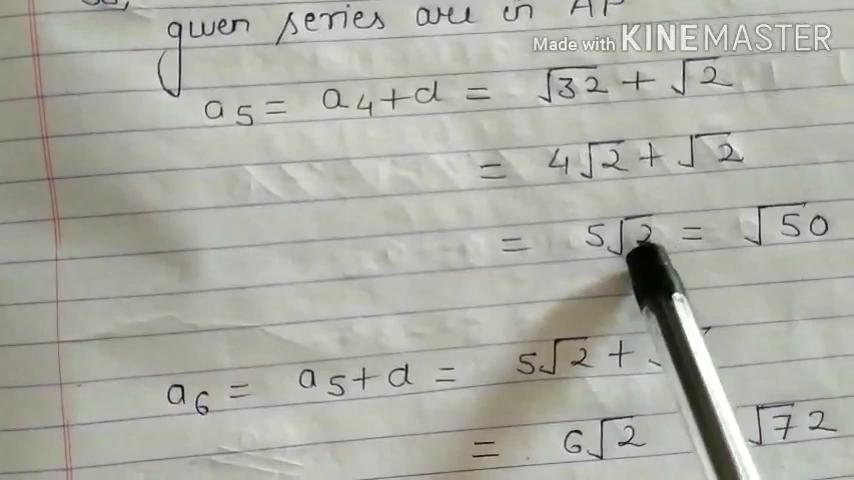 gwen series are in AP
Made with KINEMASTER
a5 = a4+d = √32 + √2
= 4√2 + √2
= 5√2 = √50
a6 = a5+d = 5√2 +
= 6√2 √72